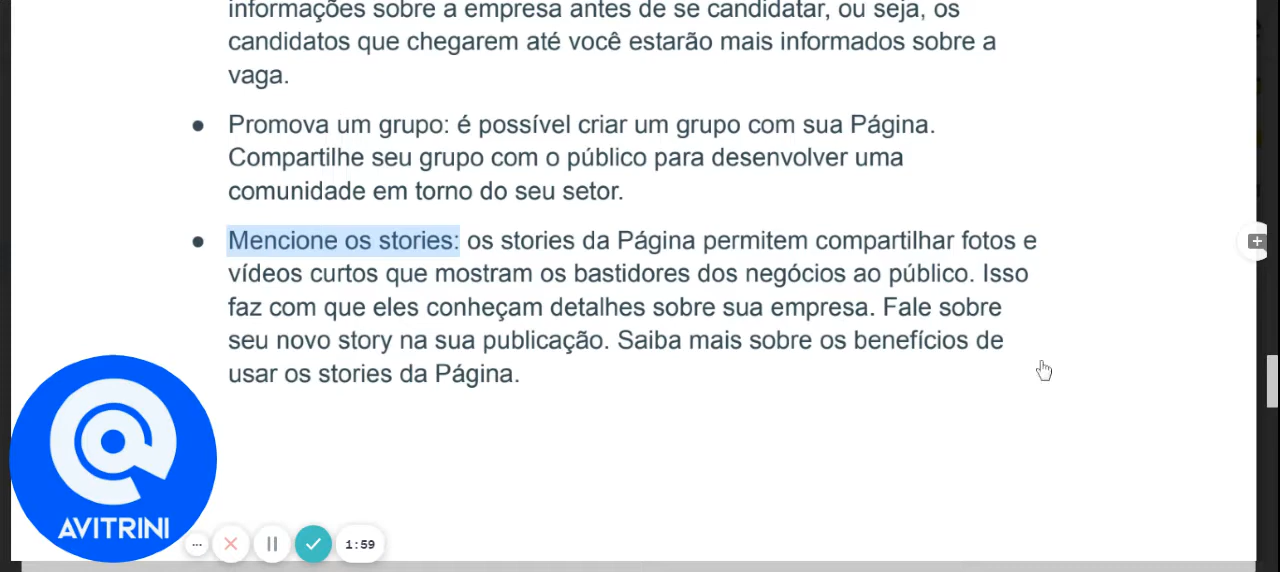 informações sobre a empresa antes de se candidatar, ou seja, os
candidatos que chegarem até você estarão mais informados sobre a
vaga.
● Promova um grupo: é possível criar um grupo com sua Página.
Compartilhe seu grupo com o público para desenvolver uma
comunidade em torno do seu setor.
● Mencione os stories: os stories da Página permitem compartilhar fotos e
vídeos curtos que mostram os bastidores dos negócios ao público. Isso
faz com que eles conheçam detalhes sobre sua empresa. Fale sobre
seu novo story na sua publicação. Saiba mais sobre os benefícios de
usar os stories da Página.
AVITRINI
1:59